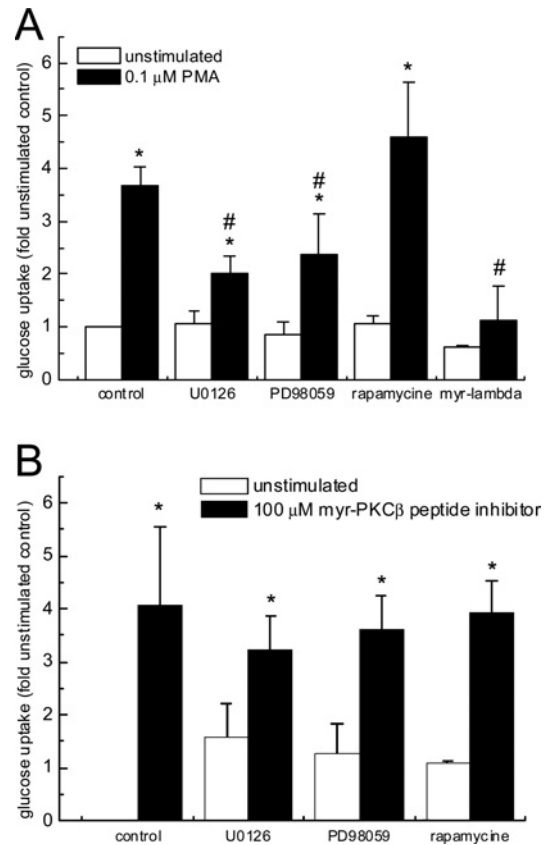 A
unstimulated
0.1 μM PMA
glucose uptake (fold unstimulated control)
6
5
4
3
2
1
0
*
#
*
#
*
*
#
control U0126 PD98059 rapamycine myr-lambda
B
unstimulated
100 μM myr-PKCβ peptide inhibitor
glucose uptake (fold unstimulated control)
6
5
4
3
2
1
0
*
*
*
*
control U0126 PD98059 rapamycine